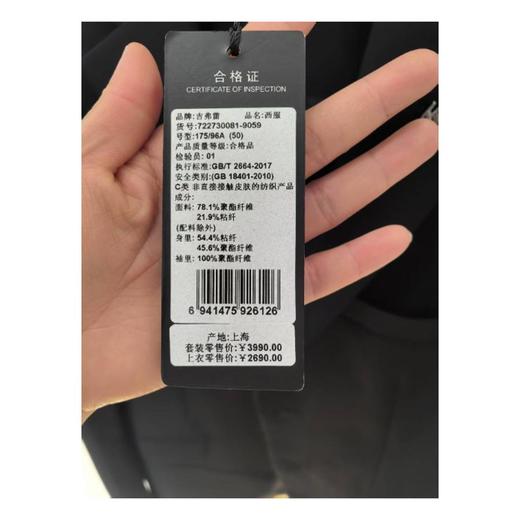 合格证
CERTIFICATE OF INSPECTION
品牌:吉弗蕾 品名:西服
货号:722730081-9059
号型:175/96A (50)
产品质量等级:合格品
检验员: 01
执行标准:GB/T 2664-2017
安全类别:(GB 18401-2010)
C类 非直接接触皮肤的纺织产品
成分:
面料: 78.1%聚酯纤维
21.9%粘纤
(配料除外)
身里: 54.4%粘纤
45.6%聚酯纤维
袖里: 100%聚酯纤维
6 941475 926126
产地:上海
套装零售价:￥3990.00
上衣零售价:￥2690.00